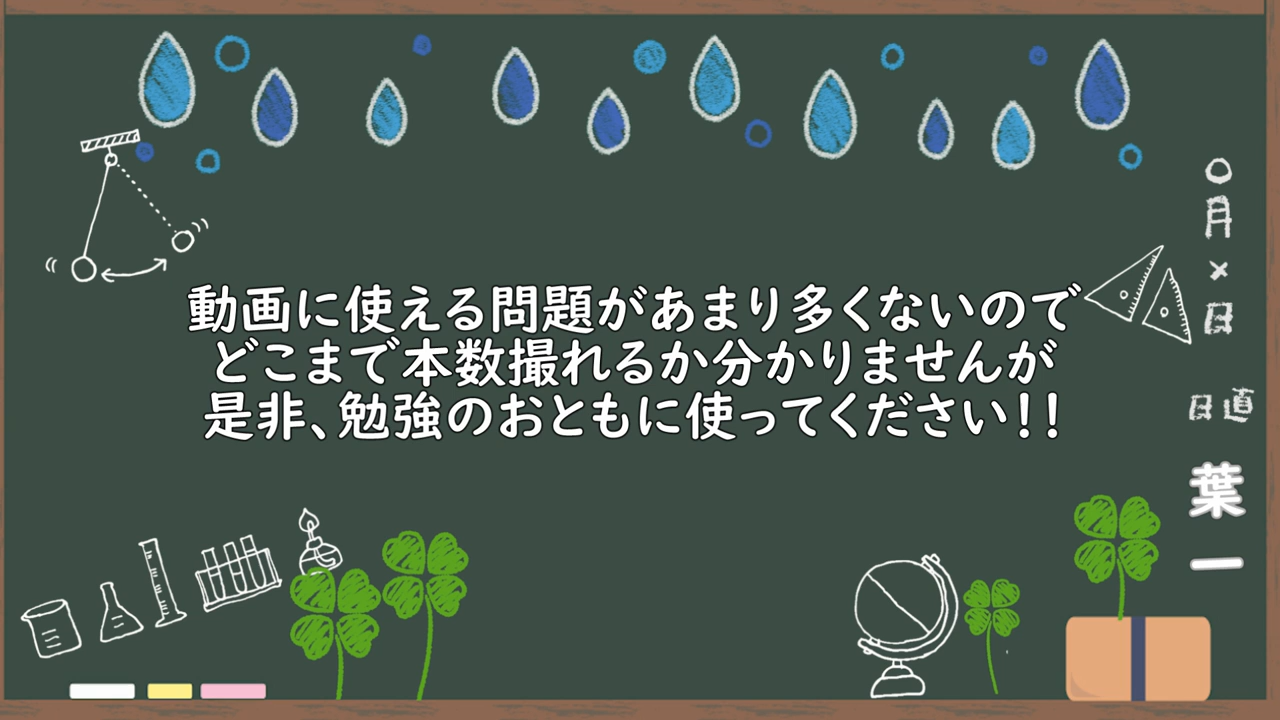 動画に使える問題があまり多くないので
どこまで本数撮れるか分かりませんが
是非、勉強のおともに使ってください!!
〇月×日
日直
葉一